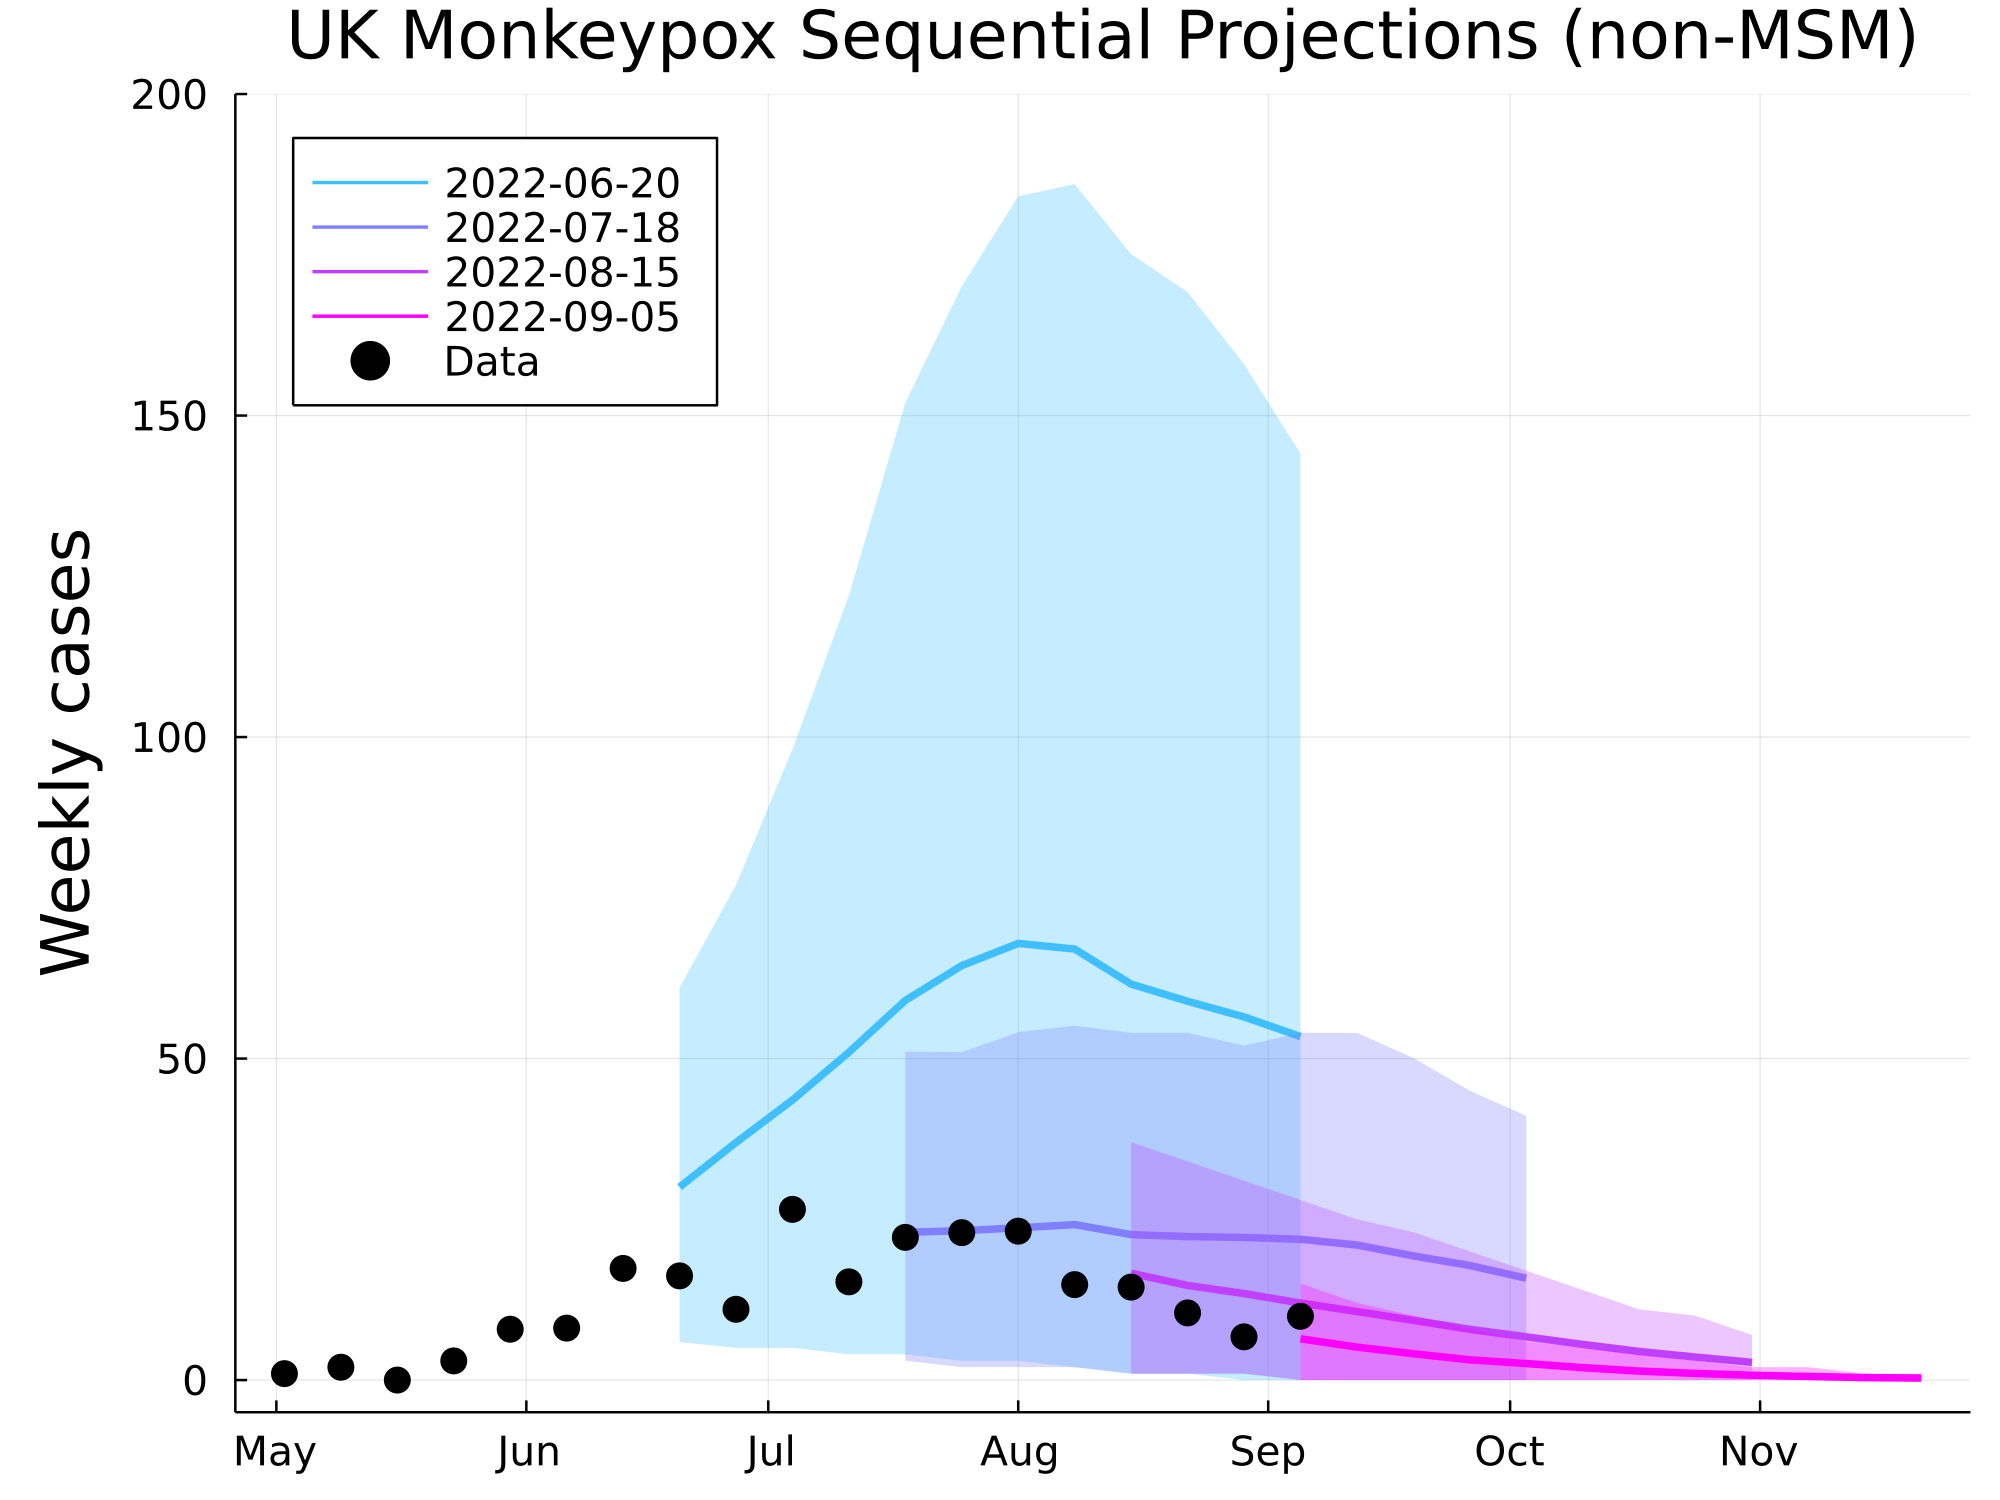 UK Monkeypox Sequential Projections (non-MSM)
200
150
100
50
0
Weekly cases
2022-06-20
2022-07-18
2022-08-15
2022-09-05
Data
May Jun Jul Aug Sep Oct Nov